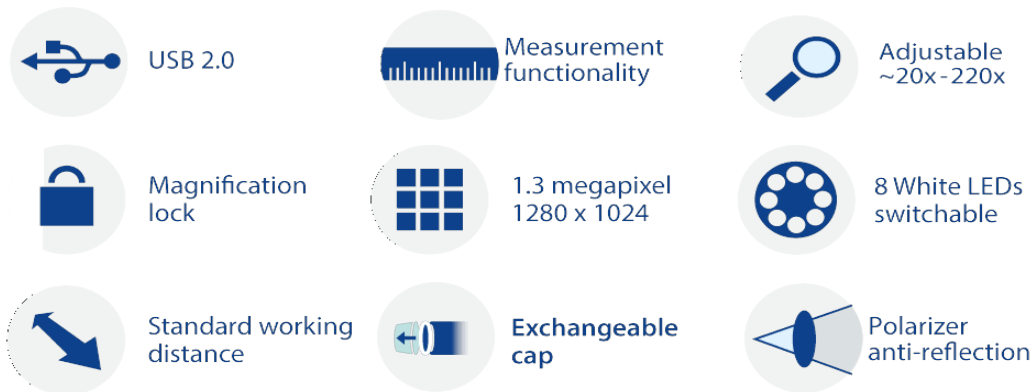 USB 2.0
Measurement
functionality
Adjustable
~20x-220x
Magnification
lock
1.3 megapixel
1280 x 1024
8 White LEDs
switchable
Standard working
distance
Exchangeable
cap
Polarizer
anti-reflection